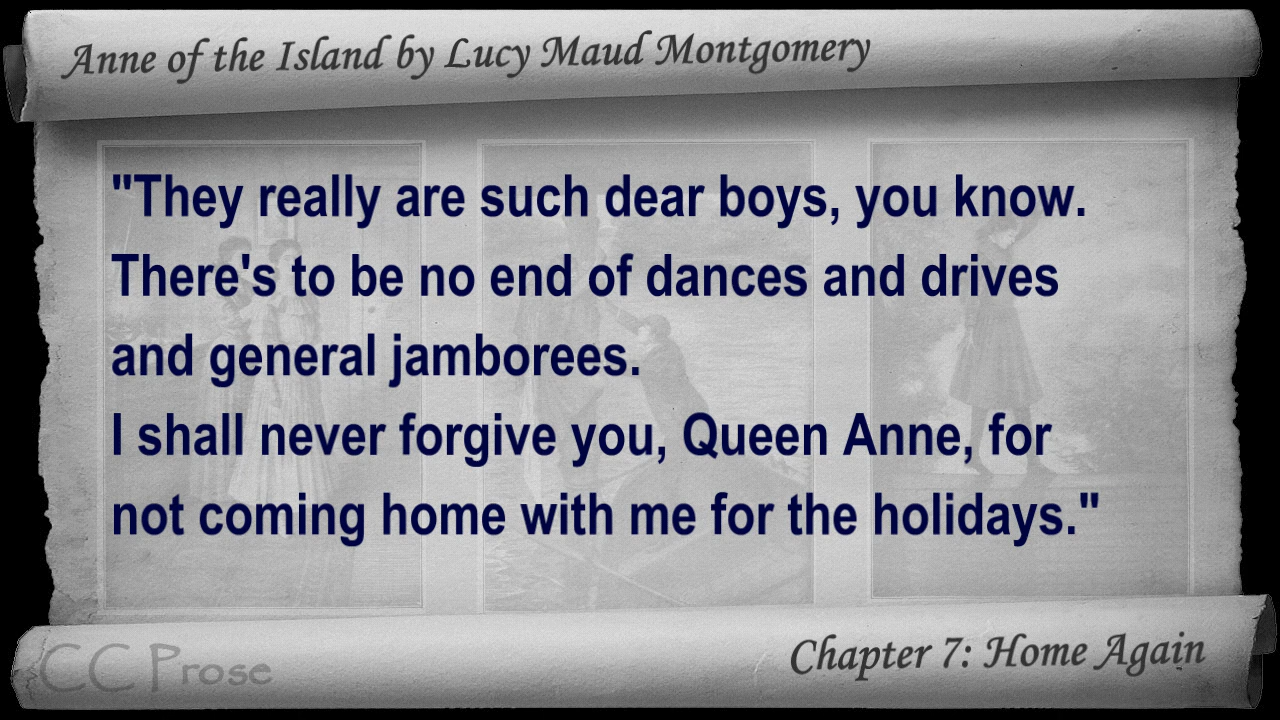 Anne of the Island by Lucy Maud Montgomery
"They really are such dear boys, you know.
There's to be no end of dances and drives
and general jamborees.
I shall never forgive you, Queen Anne, for
not coming home with me for the holidays."
CC Prose
Chapter 7: Home Again